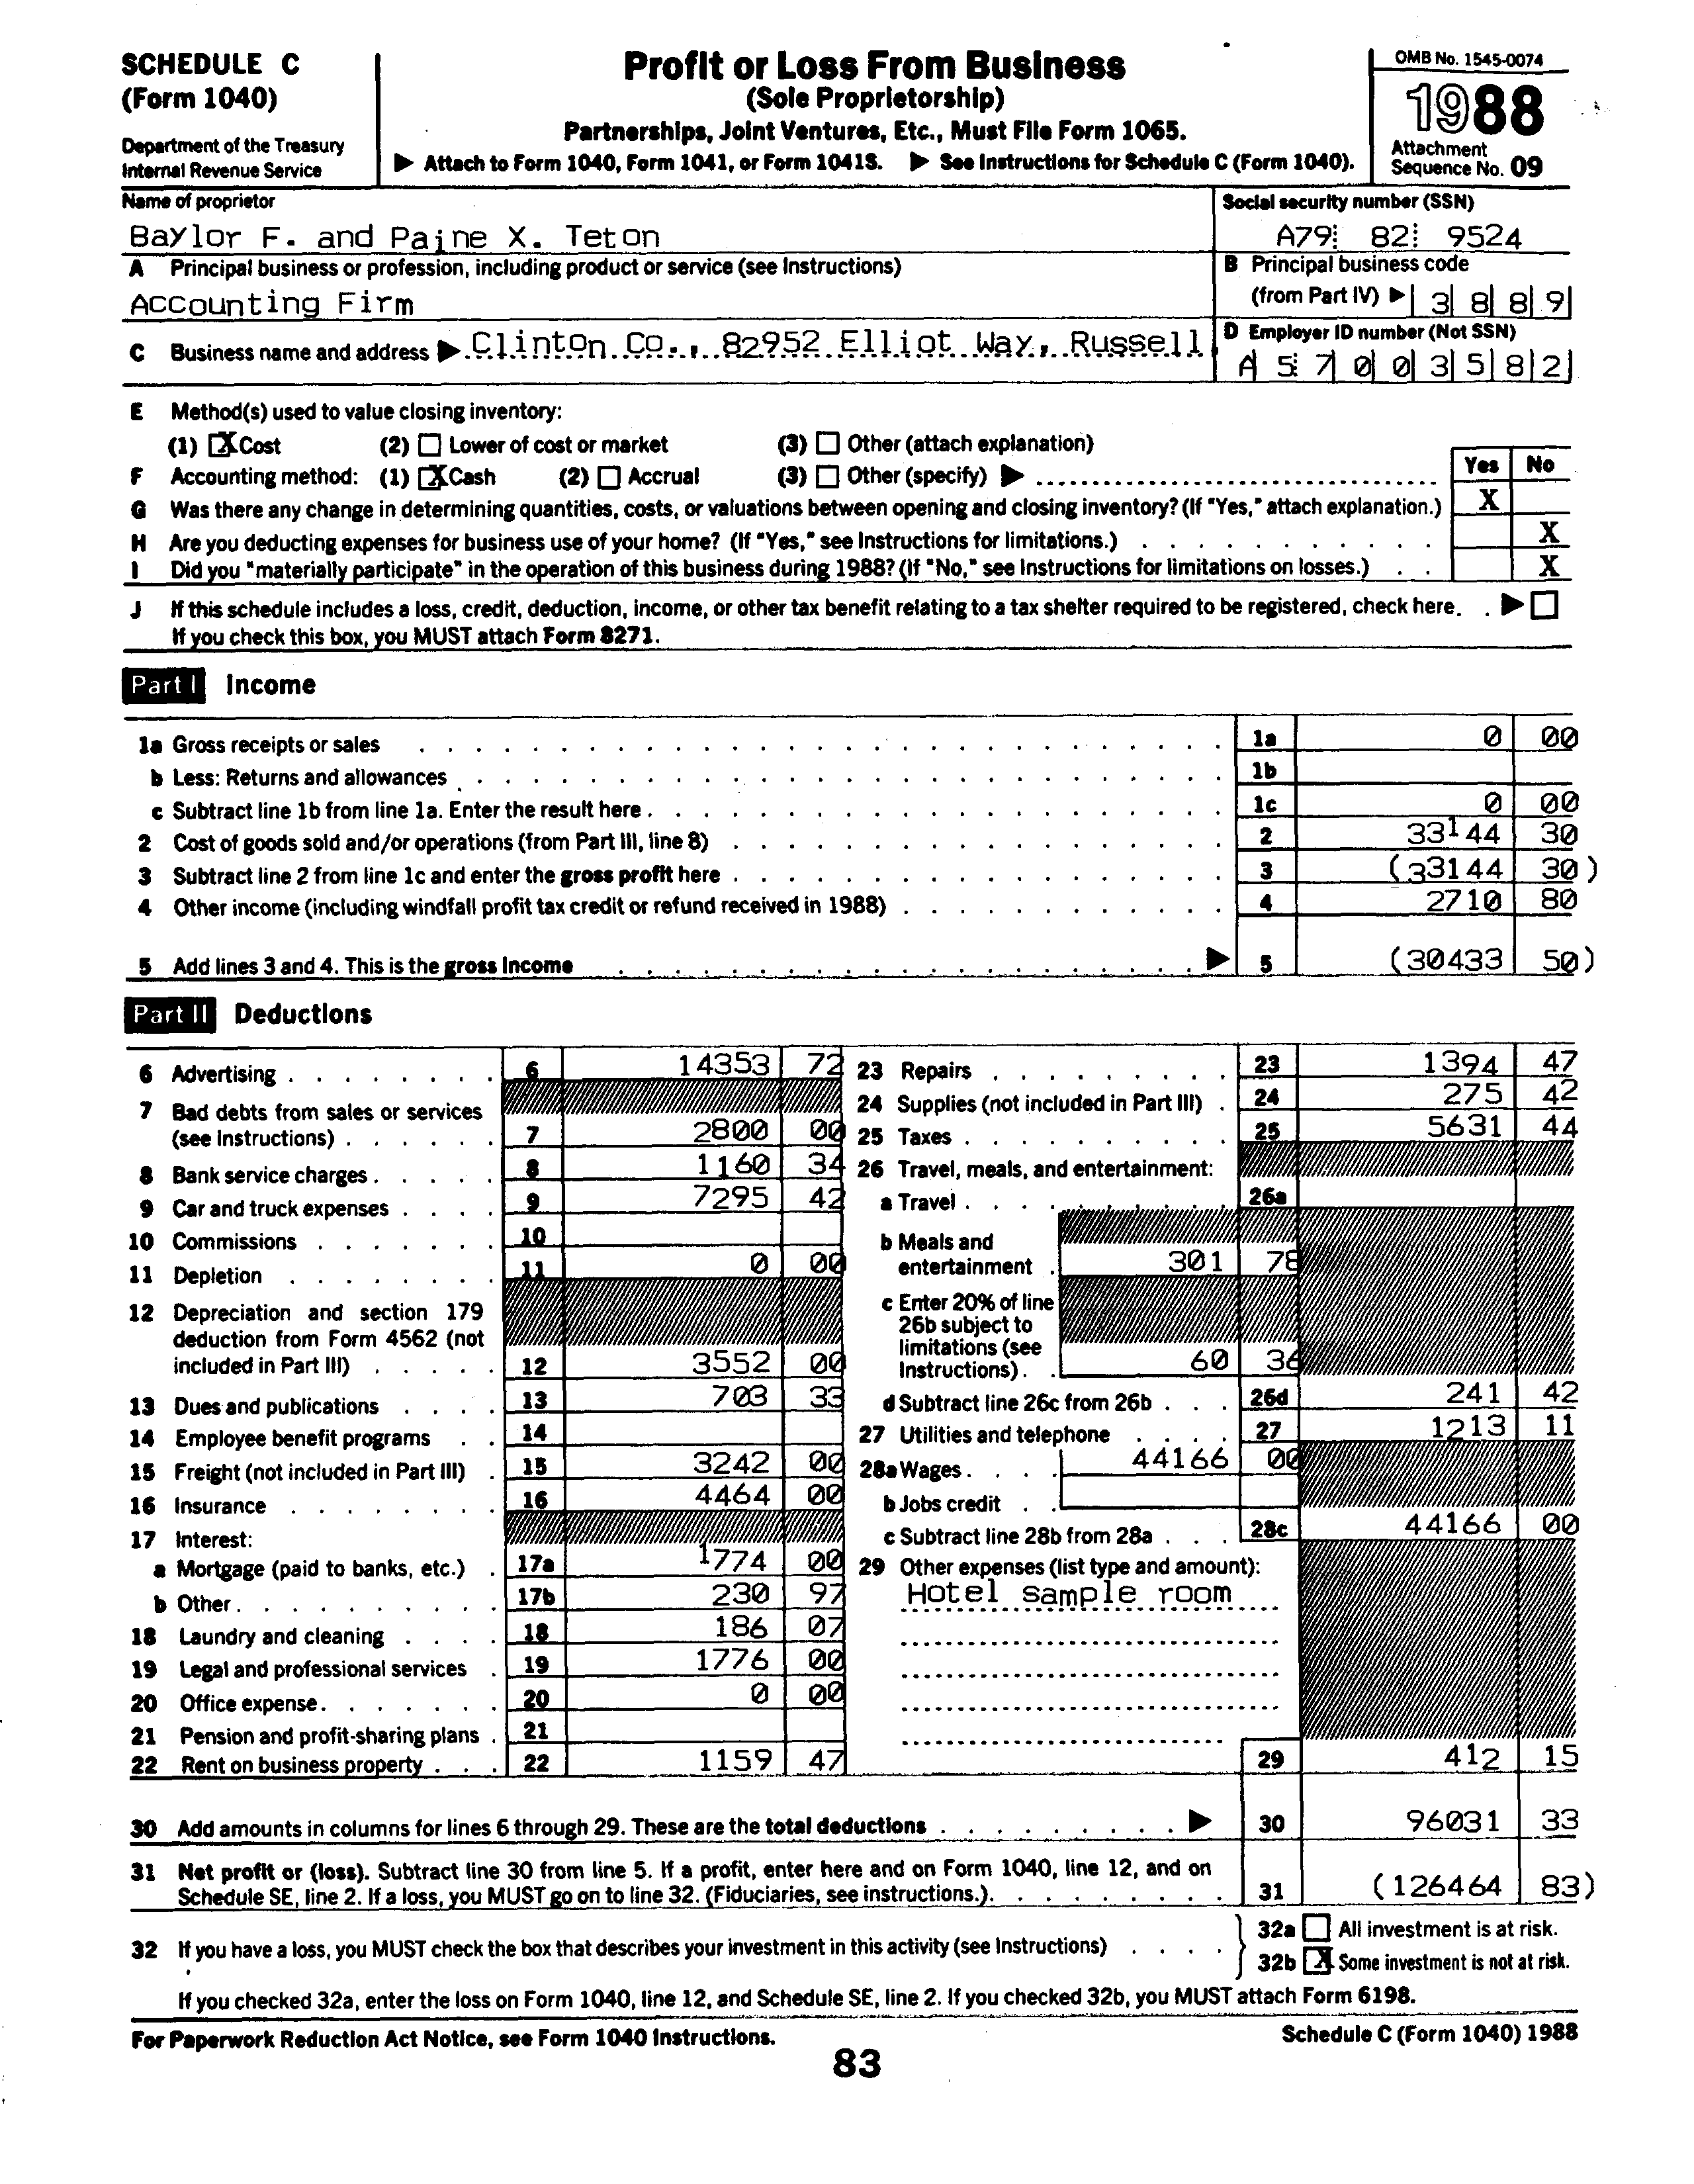 SCHEDULE C
(Form 1040)
Department of the Treasury
Internal Revenue Service
Profit or Loss From Business
(Sole Proprietorship)
Partnerships, Joint Ventures, Etc., Must File Form 1065.
▶ Attach to Form 1040, Form 1041, or Form 1041S. ▶ See Instructions for Schedule C (Form 1040).
OMB No. 1545-0074
1988
Attachment
Sequence No. 09
Name of proprietor
Baylor F. and Paine X. Teton
Social security number (SSN)
A79 82 9524
A Principal business or profession, including product or service (see Instructions)
Accounting Firm
B Principal business code
(from Part IV) ▶ 3 8 8 9
C Business name and address ▶ Clinton Co., 82952 Elliot Way, Russell
D Employer ID number (Not SSN)
A 5 7 0 0 3 5 8 2
E Method(s) used to value closing inventory:
(1) X Cost (2) Lower of cost or market (3) Other (attach explanation)
F Accounting method: (1) X Cash (2) Accrual (3) Other (specify) ▶
Yes No
G Was there any change in determining quantities, costs, or valuations between opening and closing inventory? (If "Yes," attach explanation.) X
H Are you deducting expenses for business use of your home? (If "Yes," see Instructions for limitations.) X
I Did you "materially participate" in the operation of this business during 1988? (If "No," see Instructions for limitations on losses.) X
J If this schedule includes a loss, credit, deduction, income, or other tax benefit relating to a tax shelter required to be registered, check here. ▶
If you check this box, you MUST attach Form 8271.
Part I Income
1a Gross receipts or sales 1a 0 00
b Less: Returns and allowances 1b
c Subtract line 1b from line 1a. Enter the result here 1c 0 00
2 Cost of goods sold and/or operations (from Part III, line 8) 2 33144 30
3 Subtract line 2 from line 1c and enter the gross profit here 3 (33144 30)
4 Other income (including windfall profit tax credit or refund received in 1988) 4 2710 80
5 Add lines 3 and 4. This is the gross income ▶ 5 (30433 50)
Part II Deductions
6 Advertising 6 14353 72
7 Bad debts from sales or services
(see Instructions) 7 2800 00
8 Bank service charges 8 1160 34
9 Car and truck expenses 9 7295 42
10 Commissions 10
11 Depletion 11 0 00
12 Depreciation and section 179
deduction from Form 4562 (not
included in Part III) 12 3552 00
13 Dues and publications 13 703 33
14 Employee benefit programs 14
15 Freight (not included in Part III) 15 3242 00
16 Insurance 16 4464 00
17 Interest:
a Mortgage (paid to banks, etc.) 17a 1774 00
b Other 17b 230 97
18 Laundry and cleaning 18 186 07
19 Legal and professional services 19 1776 00
20 Office expense 20 0 00
21 Pension and profit-sharing plans 21
22 Rent on business property 22 1159 47
23 Repairs 23 1394 47
24 Supplies (not included in Part III) 24 275 42
25 Taxes 25 5631 44
26 Travel, meals, and entertainment:
a Travel 26a
b Meals and
entertainment 301 78
c Enter 20% of line
26b subject to
limitations (see
Instructions) 60 36
d Subtract line 26c from 26b 26d 241 42
27 Utilities and telephone 27 1213 11
28a Wages 44166 00
b Jobs credit
c Subtract line 28b from 28a 28c 44166 00
29 Other expenses (list type and amount):
Hotel sample room
29 412 15
30 Add amounts in columns for lines 6 through 29. These are the total deductions ▶ 30 96031 33
31 Net profit or (loss). Subtract line 30 from line 5. If a profit, enter here and on Form 1040, line 12, and on
Schedule SE, line 2. If a loss, you MUST go on to line 32. (Fiduciaries, see instructions.) 31 (126464 83)
32 If you have a loss, you MUST check the box that describes your investment in this activity (see Instructions)
32a All investment is at risk.
32b X Some investment is not at risk.
If you checked 32a, enter the loss on Form 1040, line 12, and Schedule SE, line 2. If you checked 32b, you MUST attach Form 6198.
For Paperwork Reduction Act Notice, see Form 1040 Instructions.
Schedule C (Form 1040) 1988
83